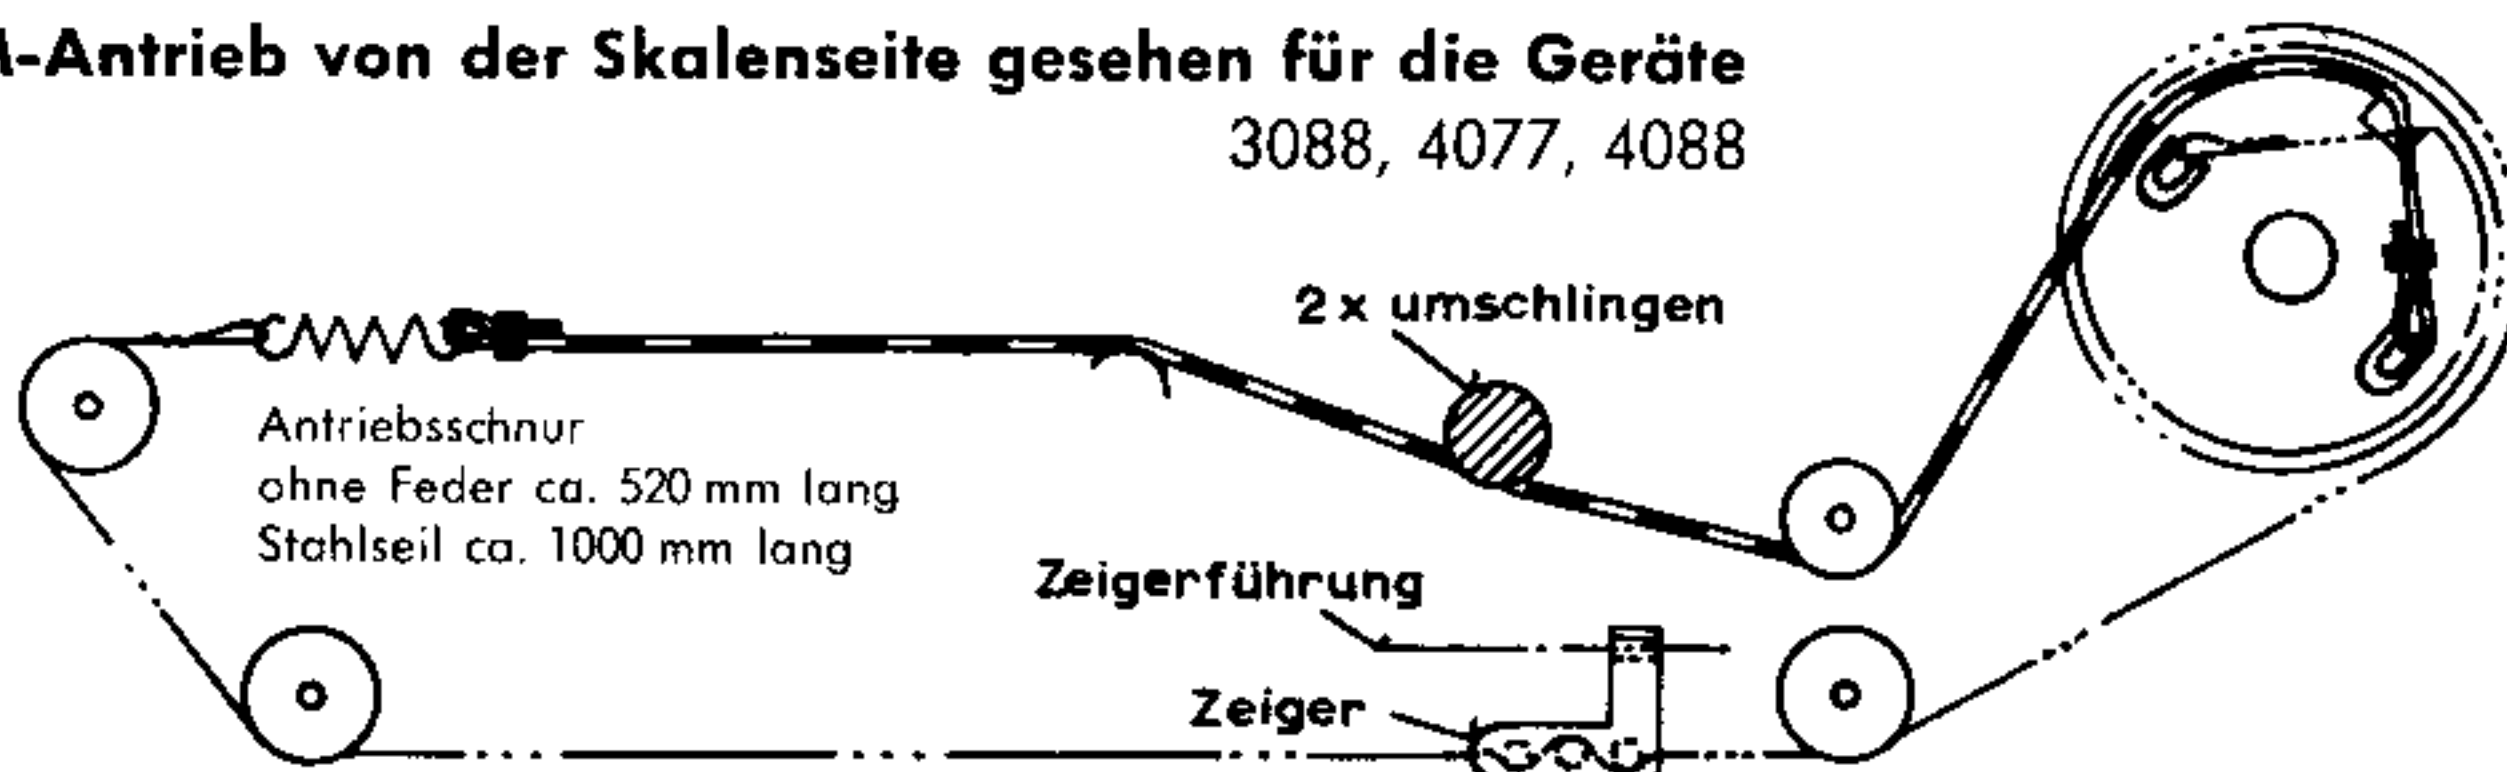 -Antrieb von der Skalenseite gesehen für die Geräte
3088, 4077, 4088
2x umschlingen
Antriebsschnur
ohne Feder ca. 520 mm lang
Stahlseil ca. 1000 mm lang
Zeigerführung
Zeiger